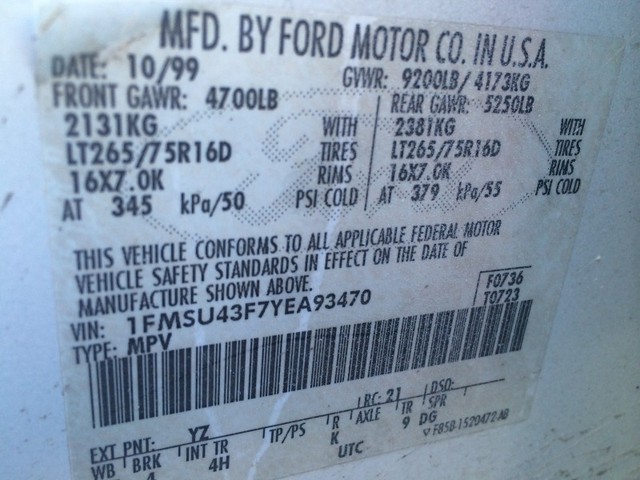 MFD. BY FORD MOTOR CO. IN U.S.A.
DATE: 10/99 GVWR: 9200LB/ 4173KG
FRONT GAWR: 4700LB REAR GAWR: 5250LB
2131KG WITH 2381KG WITH
LT265/75R16D TIRES LT265/75R16D TIRES
16X7.0K RIMS 16X7.0K RIMS
AT 345 kPa/50 PSI COLD AT 379 kPa/55 PSI COLD
THIS VEHICLE CONFORMS TO ALL APPLICABLE FEDERAL MOTOR
VEHICLE SAFETY STANDARDS IN EFFECT ON THE DATE OF
MANUFACTURE SHOWN ABOVE. F0736
VIN: 1FMSU43F7YEA93470 T0723
TYPE: MPV
EXT PNT: YZ RC: 21 DSO:
WB BRK INT TR TP/PS R AXLE TR SPR
4 4H K 9 DG
UTC F85B-1520472AB